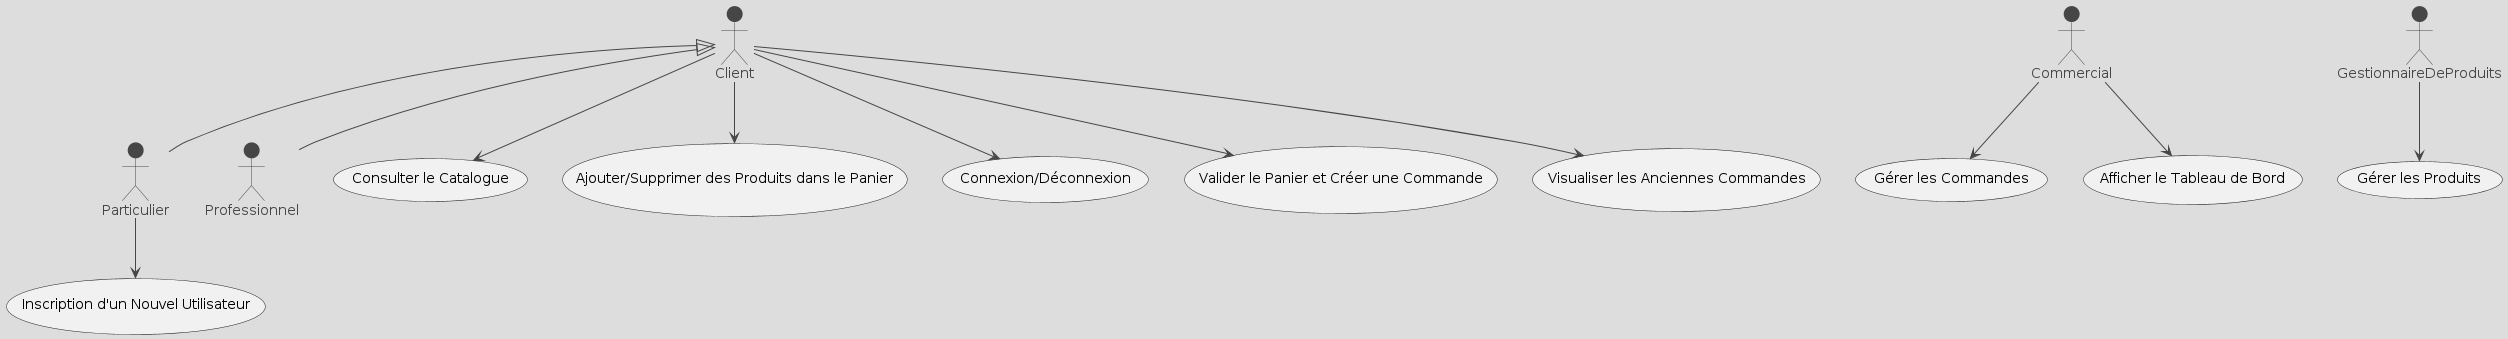 Client
Commercial
GestionnaireDeProduits
Particulier
Professionnel
Consulter le Catalogue
Ajouter/Supprimer des Produits dans le Panier
Connexion/Déconnexion
Valider le Panier et Créer une Commande
Visualiser les Anciennes Commandes
Gérer les Commandes
Afficher le Tableau de Bord
Gérer les Produits
Inscription d'un Nouvel Utilisateur